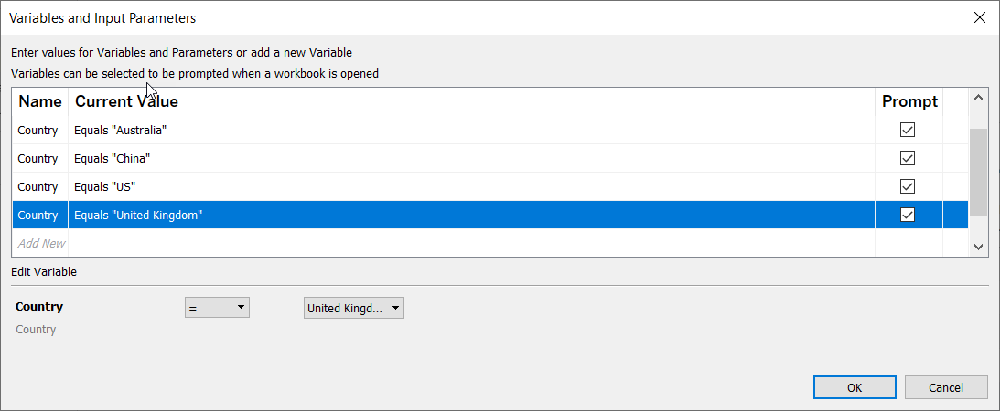 Variables and Input Parameters
Enter values for Variables and Parameters or add a new Variable
Variables can be selected to be prompted when a workbook is opened
Name Current Value Prompt
Country Equals "Australia"
Country Equals "China"
Country Equals "US"
Country Equals "United Kingdom"
Add New
Edit Variable
Country = United Kingd...
Country
OK Cancel